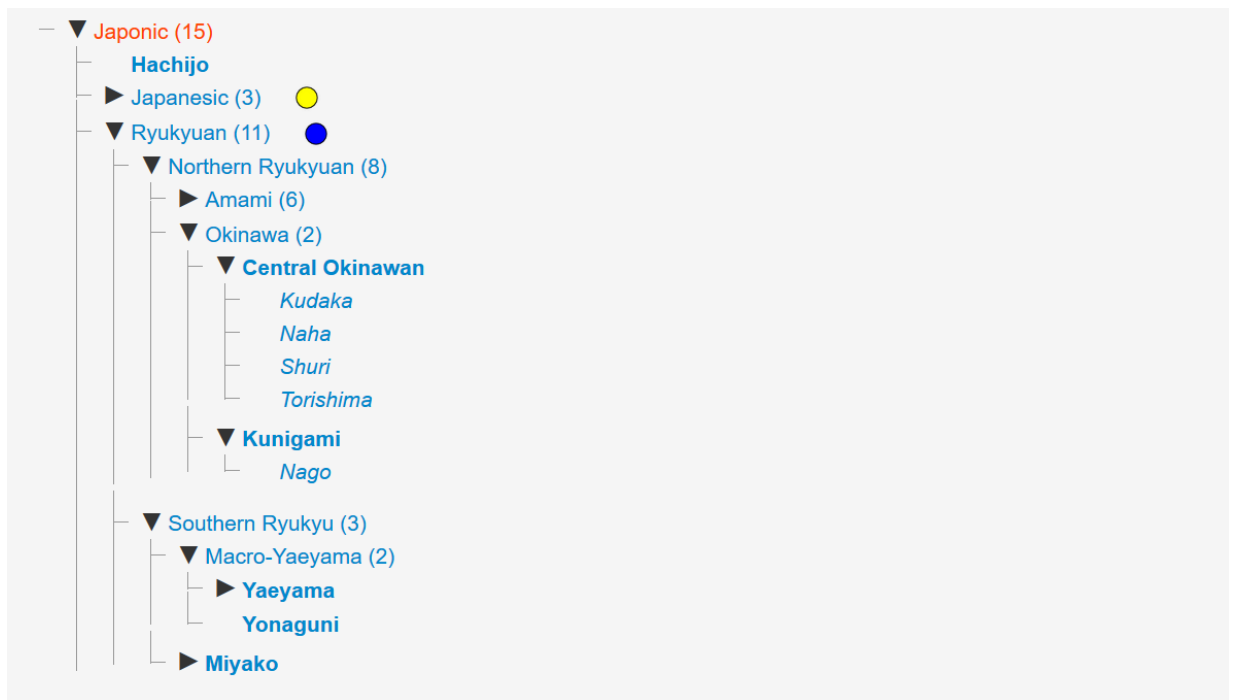 Japonic (15)
Hachijo
Japanesic (3)
Ryukyuan (11)
Northern Ryukyuan (8)
Amami (6)
Okinawa (2)
Central Okinawan
Kudaka
Naha
Shuri
Torishima
Kunigami
Nago
Southern Ryukyu (3)
Macro-Yaeyama (2)
Yaeyama
Yonaguni
Miyako